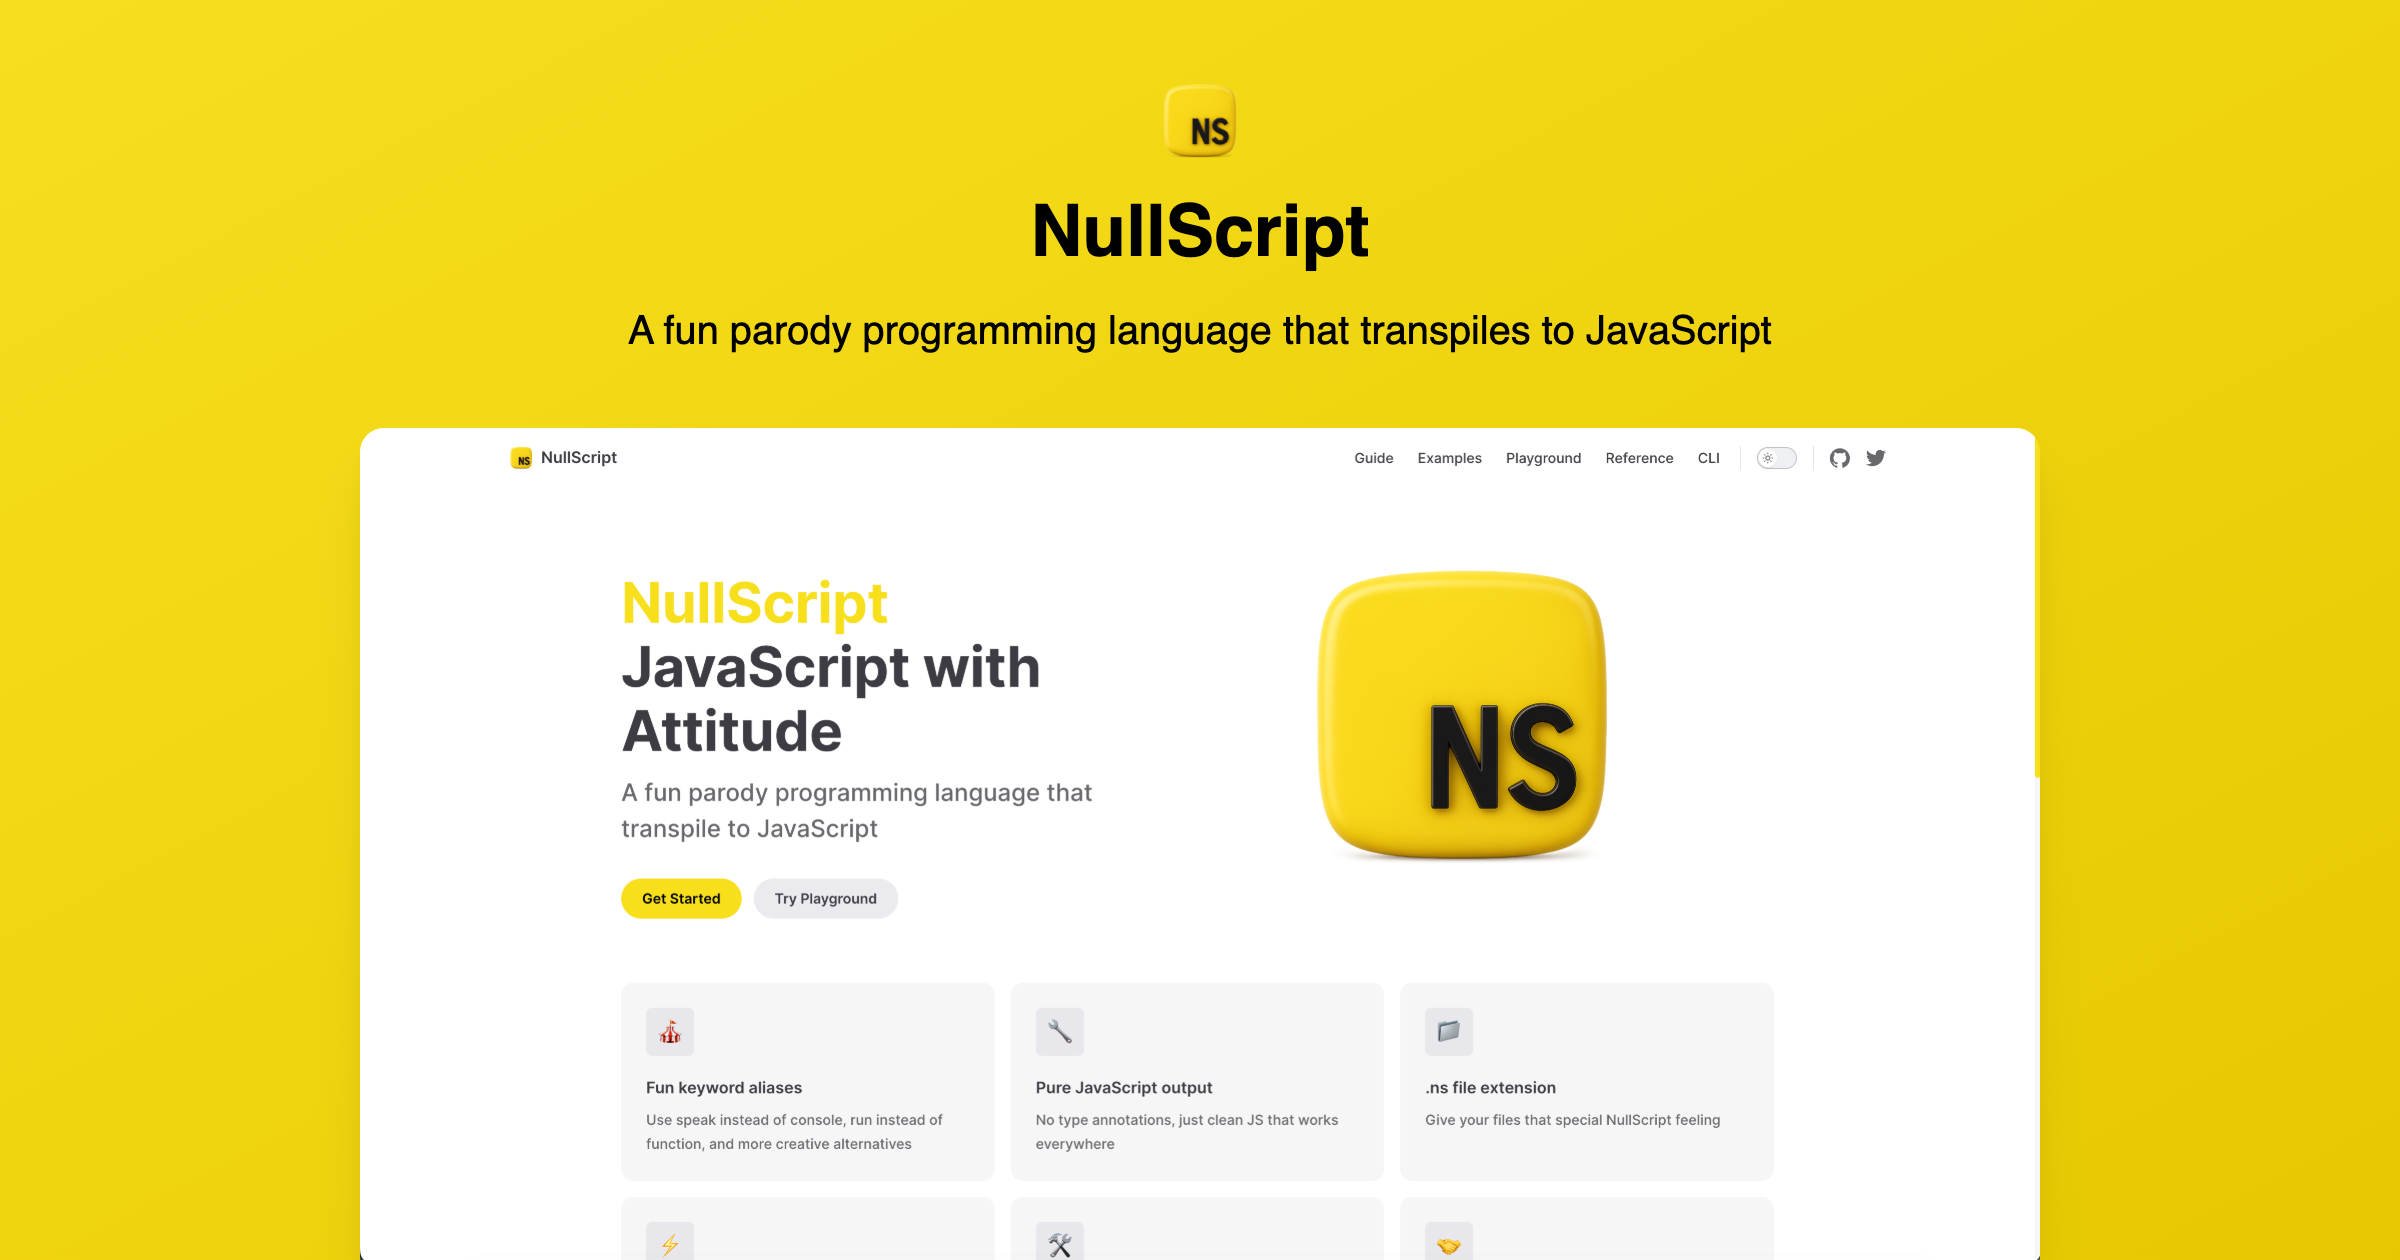 NS
NullScript
A fun parody programming language that transpiles to JavaScript
NS NullScript
Guide Examples Playground Reference CLI
NullScript
JavaScript with
Attitude
A fun parody programming language that
transpile to JavaScript
Get Started Try Playground
NS
Fun keyword aliases
Use speak instead of console, run instead of
function, and more creative alternatives
Pure JavaScript output
No type annotations, just clean JS that works
everywhere
.ns file extension
Give your files that special NullScript feeling